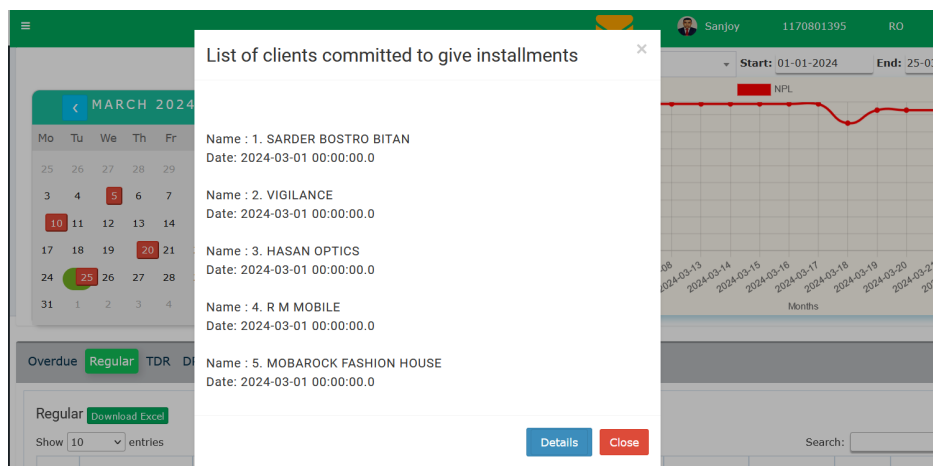 Sanjoy 1170801395 RO
List of clients committed to give installments ×
Start: 01-01-2024 End: 25-0
NPL
MARCH 2024
Mo Tu We Th Fr
25 26 27 28 29
3 4 5 6 7
10 11 12 13 14
17 18 19 20 21
24 25 26 27 28
31 1 2 3 4
Name : 1. SARDER BOSTRO BITAN
Date: 2024-03-01 00:00:00.0
Name : 2. VIGILANCE
Date: 2024-03-01 00:00:00.0
Name : 3. HASAN OPTICS
Date: 2024-03-01 00:00:00.0
Name : 4. R M MOBILE
Date: 2024-03-01 00:00:00.0
Name : 5. MOBAROCK FASHION HOUSE
Date: 2024-03-01 00:00:00.0
Details Close
2024-03-13 2024-03-14 2024-03-15 2024-03-16 2024-03-17 2024-03-18 2024-03-19 2024-03-20
Months
Overdue Regular TDR
Regular Download Excel
Show 10 entries
Search: